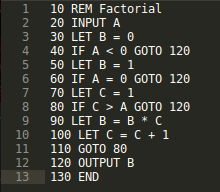 1 10 REM Factorial
2 20 INPUT A
3 30 LET B = 0
4 40 IF A < 0 GOTO 120
5 50 LET B = 1
6 60 IF A = 0 GOTO 120
7 70 LET C = 1
8 80 IF C > A GOTO 120
9 90 LET B = B * C
10 100 LET C = C + 1
11 110 GOTO 80
12 120 OUTPUT B
13 130 END